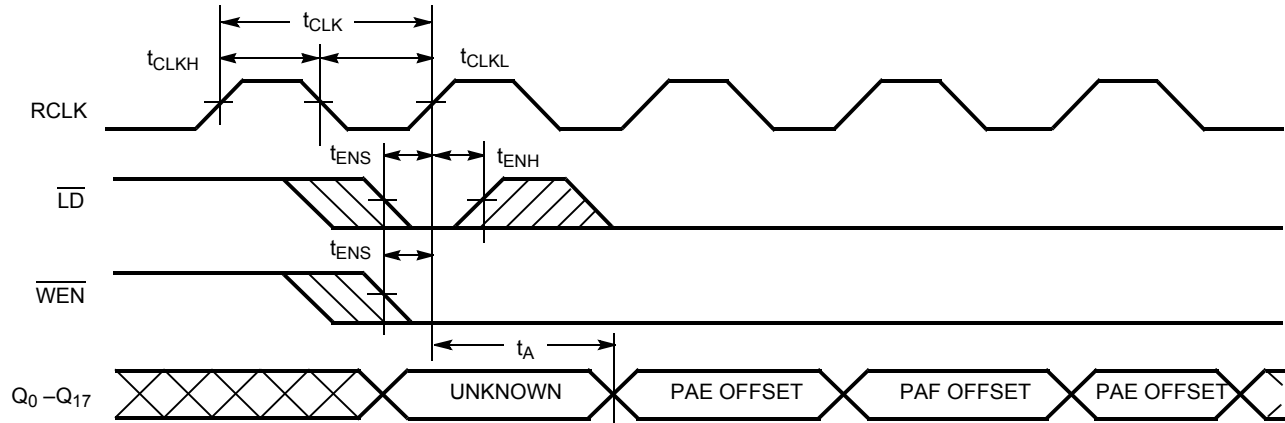 tCLK
tCLKH
tCLKL
RCLK
tENS
tENH
LD
tENS
WEN
tA
Q0 –Q17
UNKNOWN
PAE OFFSET
PAF OFFSET
PAE OFFSET